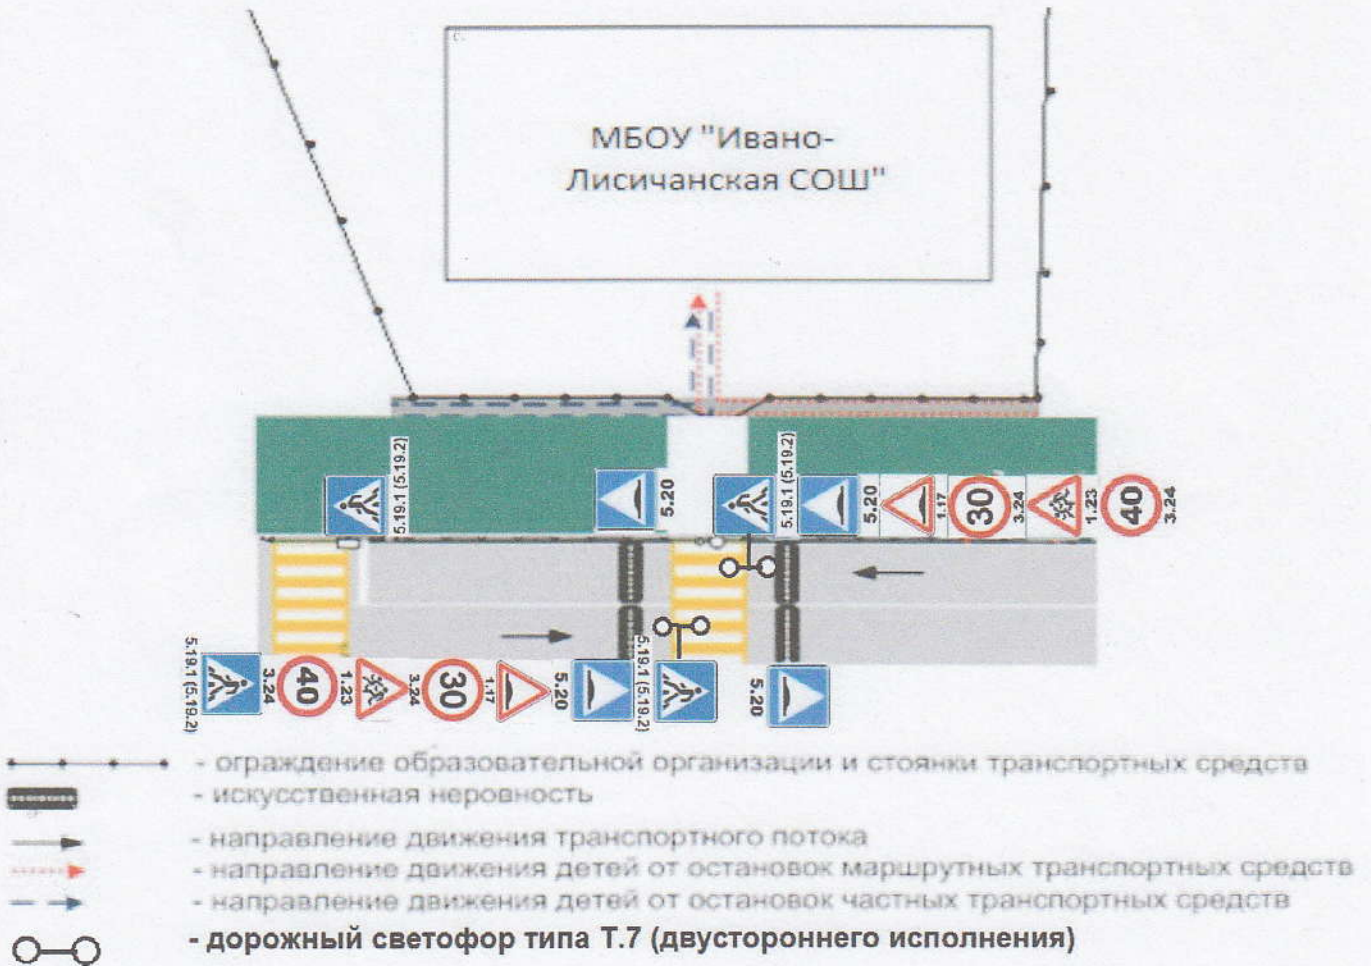 МБОУ "Ивано-
Лисичанская СОШ"
5.19.1 (5.19.2)
5.20
5.19.1 (5.19.2)
5.20
1.17
30
3.24
1.23
40
3.24
5.19.1 (5.19.2)
3.24
40
1.23
3.24
30
1.17
5.20
5.19.1 (5.19.2)
5.20
- ограждение образовательной организации и стоянки транспортных средств
- искусственная неровность
- направление движения транспортного потока
- направление движения детей от остановок маршрутных транспортных средств
- направление движения детей от остановок частных транспортных средств
- дорожный светофор типа Т.7 (двустороннего исполнения)